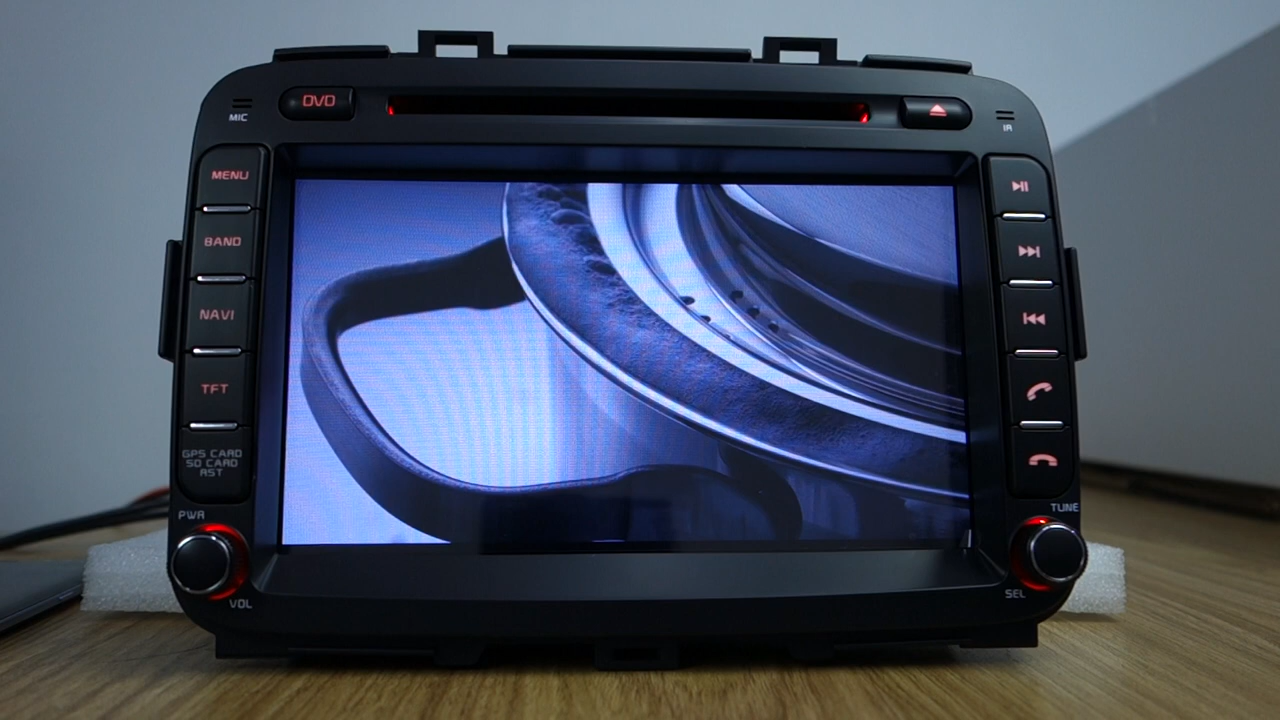 DVD
MIC
IR
MENU
BAND
NAVI
TFT
GPS CARD
SD CARD
RST
PWR
VOL
TUNE
SEL